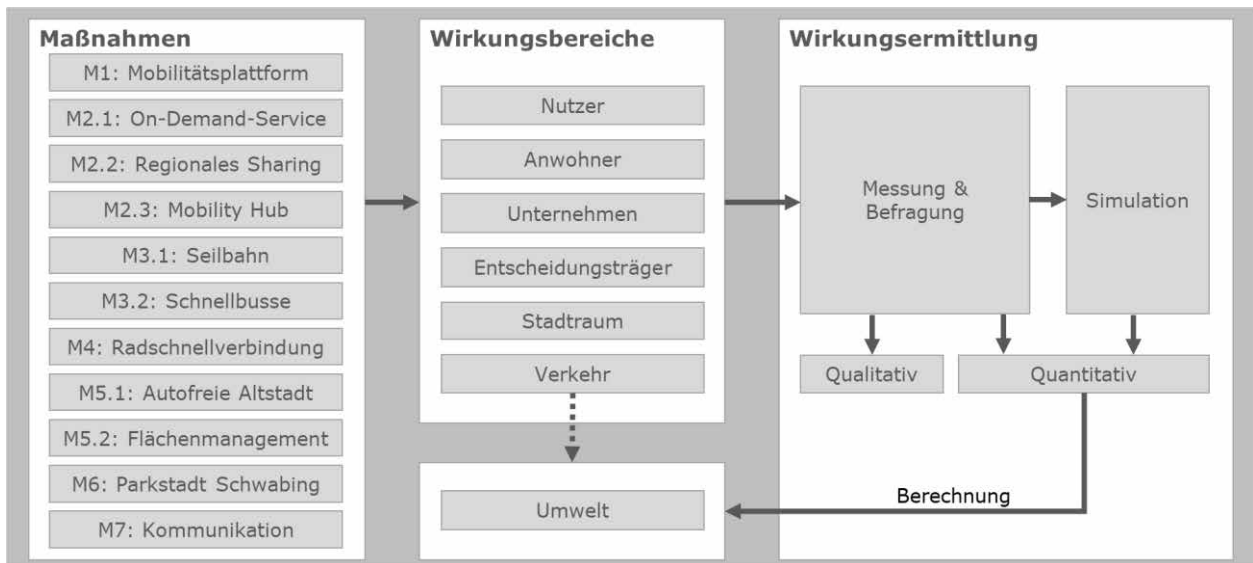 Maßnahmen
M1: Mobilitätsplattform
M2.1: On-Demand-Service
M2.2: Regionales Sharing
M2.3: Mobility Hub
M3.1: Seilbahn
M3.2: Schnellbusse
M4: Radschnellverbindung
M5.1: Autofreie Altstadt
M5.2: Flächenmanagement
M6: Parkstadt Schwabing
M7: Kommunikation
Wirkungsbereiche
Nutzer
Anwohner
Unternehmen
Entscheidungsträger
Stadtraum
Verkehr
Umwelt
Wirkungsermittlung
Messung &
Befragung
Simulation
Qualitativ
Quantitativ
Berechnung